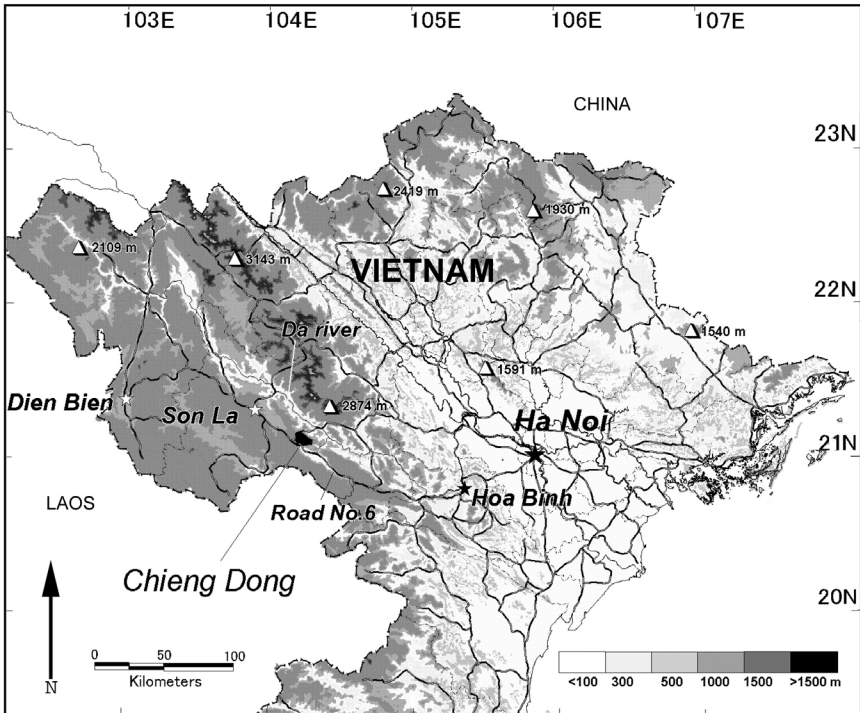 103E 104E 105E 106E 107E
CHINA
23N
2419 m
1930 m
2109 m
3143 m
VIETNAM
22N
Da river
1540 m
1591 m
Dien Bien
Son La
2874 m
Ha Noi
21N
LAOS
Road No.6
Hoa Binh
Chieng Dong
20N
0 50 100
Kilometers
N
<100 300 500 1000 1500 >1500 m